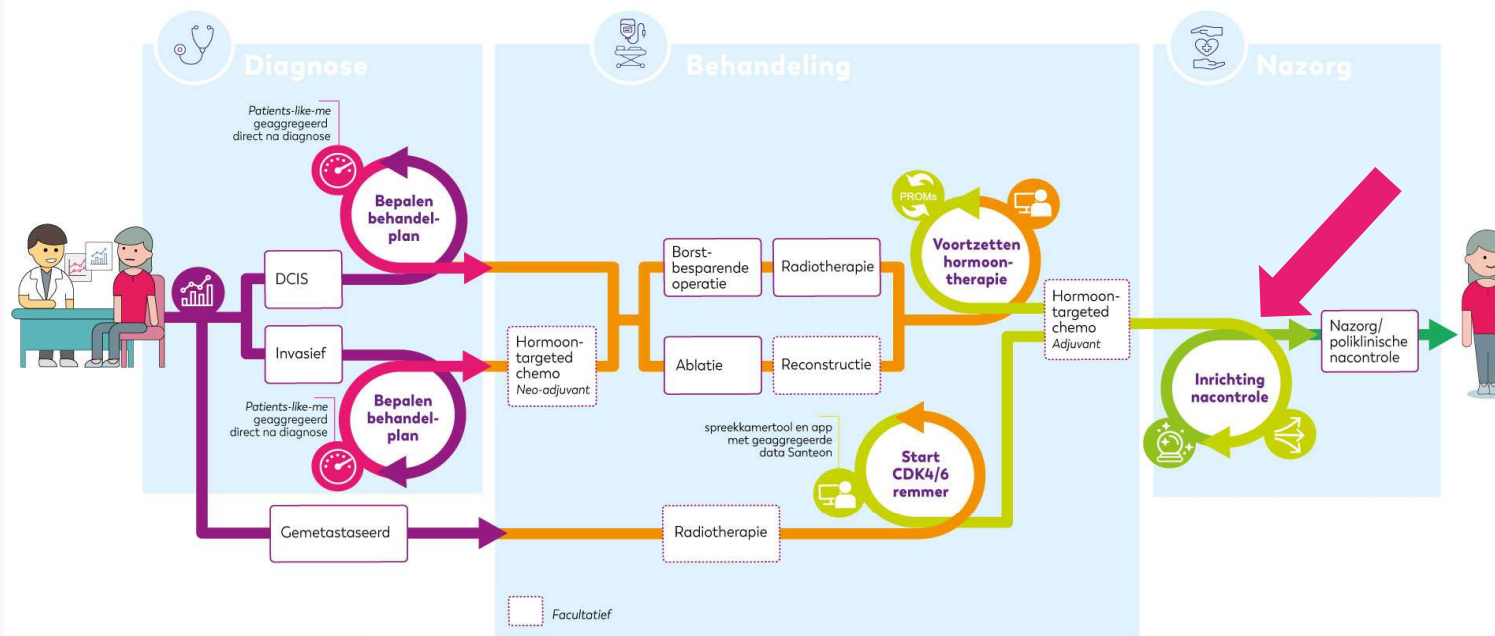 Diagnose
Behandeling
Nazorg
Patients-like-me
geaggregeerd
direct na diagnose
Bepalen
behandel-
plan
DCIS
Invasief
Bepalen
behandel-
plan
Patients-like-me
geaggregeerd
direct na diagnose
Gemetastaseerd
Hormoon-
targeted
chemo
Neo-adjuvant
Borst-
besparende
operatie
Radiotherapie
Ablatie
Reconstructie
PROMs
Voortzetten
hormoon-
therapie
Hormoon-
targeted
chemo
Adjuvant
spreekkamertool en app
met geaggregeerde
data Santeon
Start
CDK4/6
remmer
Radiotherapie
Facultatief
Inrichting
nacontrole
Nazorg/
poliklinische
nacontrole